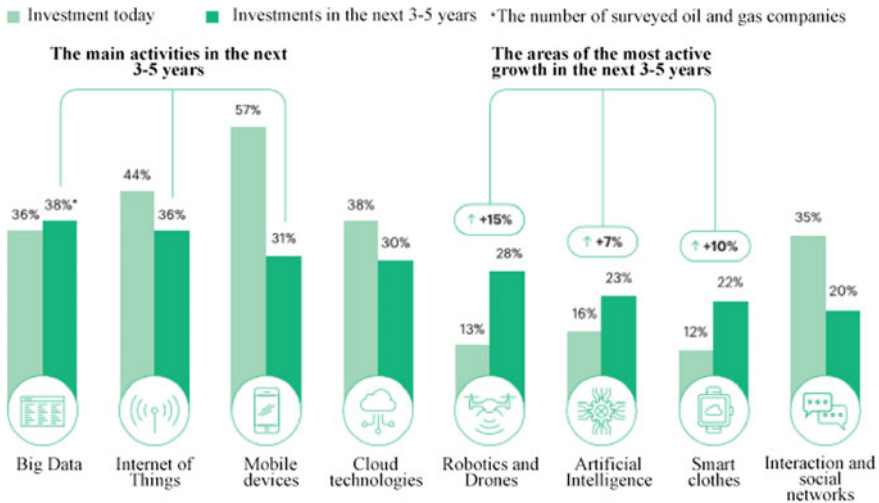 Investment today
Investments in the next 3-5 years
*The number of surveyed oil and gas companies
The main activities in the next
3-5 years
The areas of the most active
growth in the next 3-5 years
36%
38%*
44%
36%
57%
31%
38%
30%
↑ +15%
13%
28%
↑ +7%
16%
23%
↑ +10%
12%
22%
35%
20%
Big Data
Internet of
Things
Mobile
devices
Cloud
technologies
Robotics and
Drones
Artificial
Intelligence
Smart
clothes
Interaction and
social
networks